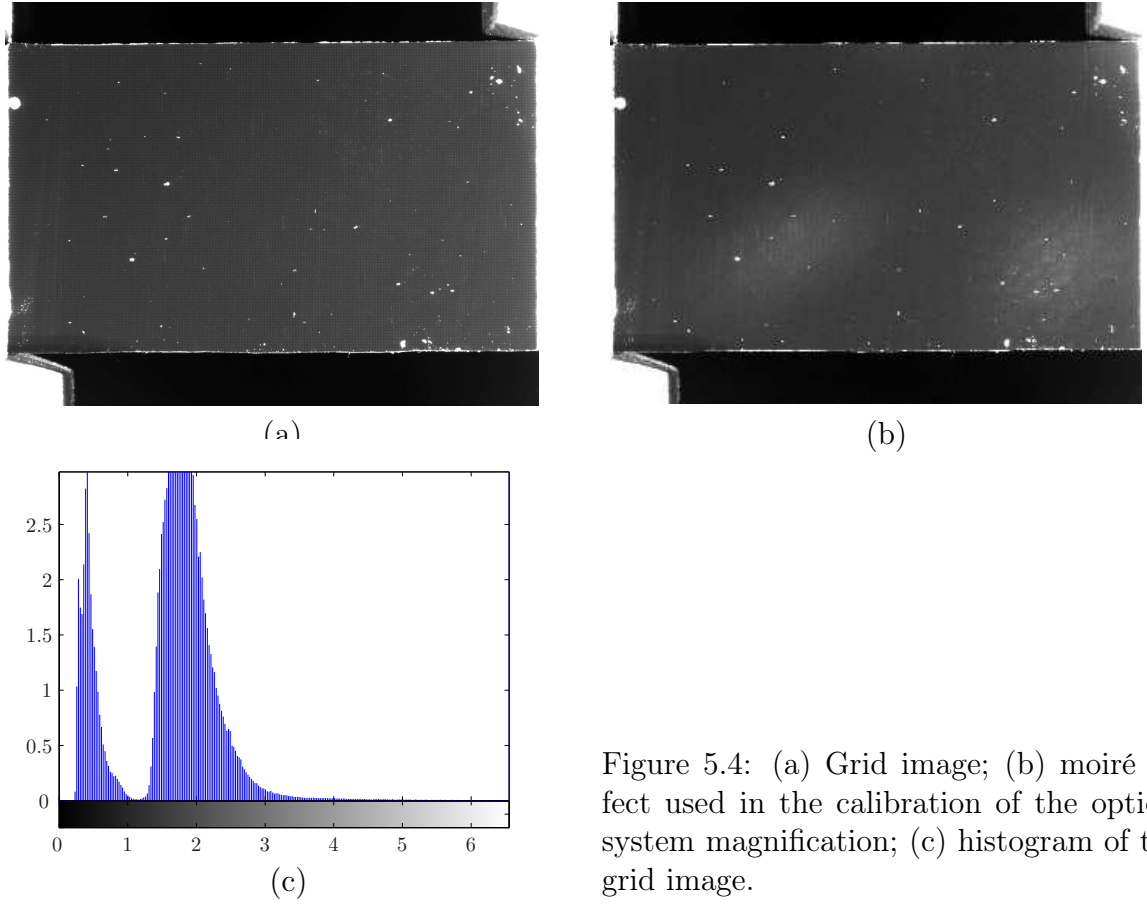 (a)
(b)
2.5
2
1.5
1
0.5
0
0 1 2 3 4 5 6
(c)
Figure 5.4: (a) Grid image; (b) moiré
fect used in the calibration of the optic
system magnification; (c) histogram of t
grid image.